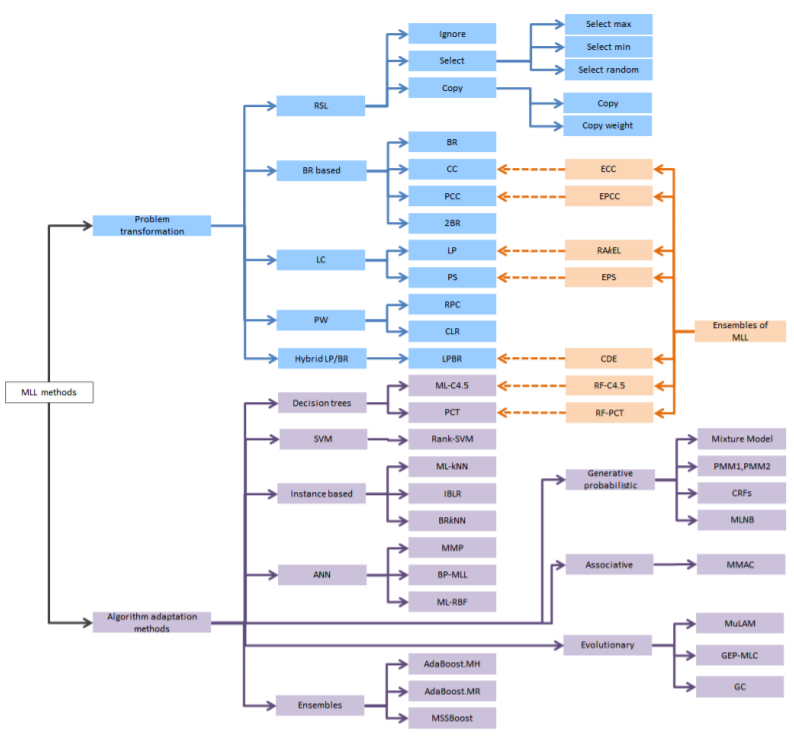 Ignore
Select
Copy
Select max
Select min
Select random
Copy
Copy weight
RSL
BR based
BR
CC
PCC
2BR
ECC
EPCC
Problem
transformation
LC
LP
PS
RAkEL
EPS
PW
RPC
CLR
Hybrid LP/BR
LPBR
CDE
Ensembles of
MLL
MLL methods
Decision trees
ML-C4.5
PCT
RF-C4.5
RF-PCT
SVM
Rank-SVM
Instance based
ML-kNN
IBLR
BRkNN
ANN
MMP
BP-MLL
ML-RBF
Generative
probabilistic
Mixture Model
PMM1,PMM2
CRFs
MLNB
Associative
MMAC
Algorithm adaptation
methods
Evolutionary
MuLAM
GEP-MLC
GC
Ensembles
AdaBoost.MH
AdaBoost.MR
MSSBoost